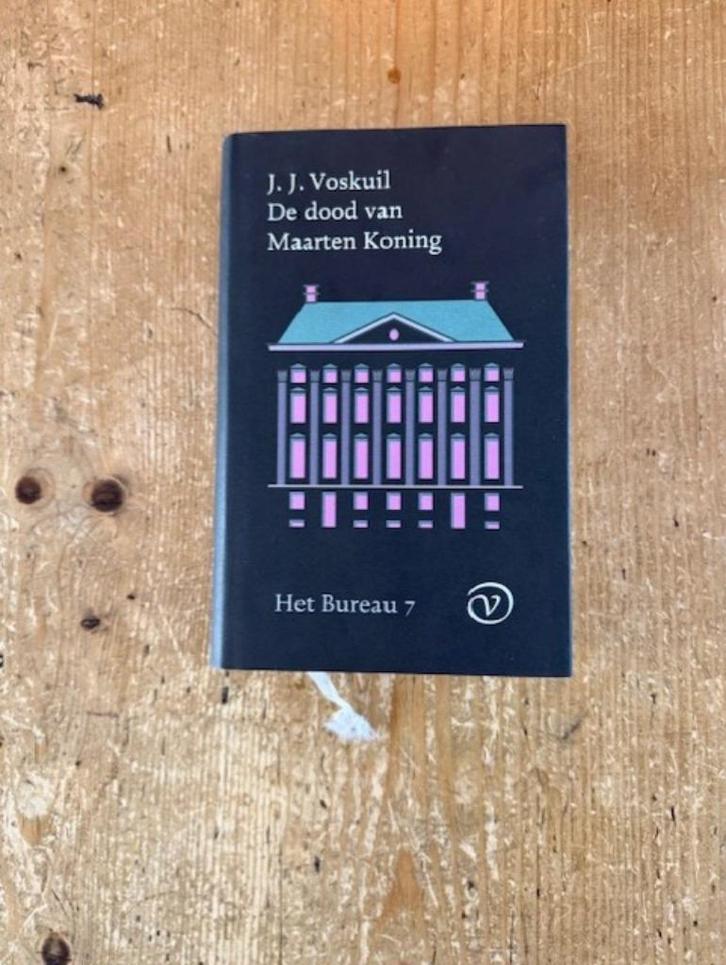 J. J. Voskuil
De dood van
Maarten Koning
Het Bureau 7
V